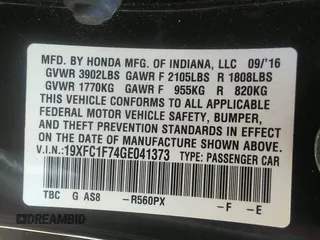 MFD. BY HONDA MFG. OF INDIANA, LLC 09/'16
GVWR 3902LBS GAWR F 2105LBS R 1808LBS
GVWR 1770KG GAWR F 955KG R 820KG
THIS VEHICLE CONFORMS TO ALL APPLICABLE
FEDERAL MOTOR VEHICLE SAFETY, BUMPER,
AND THEFT PREVENTION STANDARDS IN EFFECT
ON THE DATE OF MANUFACTURE SHOWN ABOVE.
V.I.N.:19XFC1F74GE041373 TYPE: PASSENGER CAR
TBC G AS8 -R560PX -F -E
DREAMBID